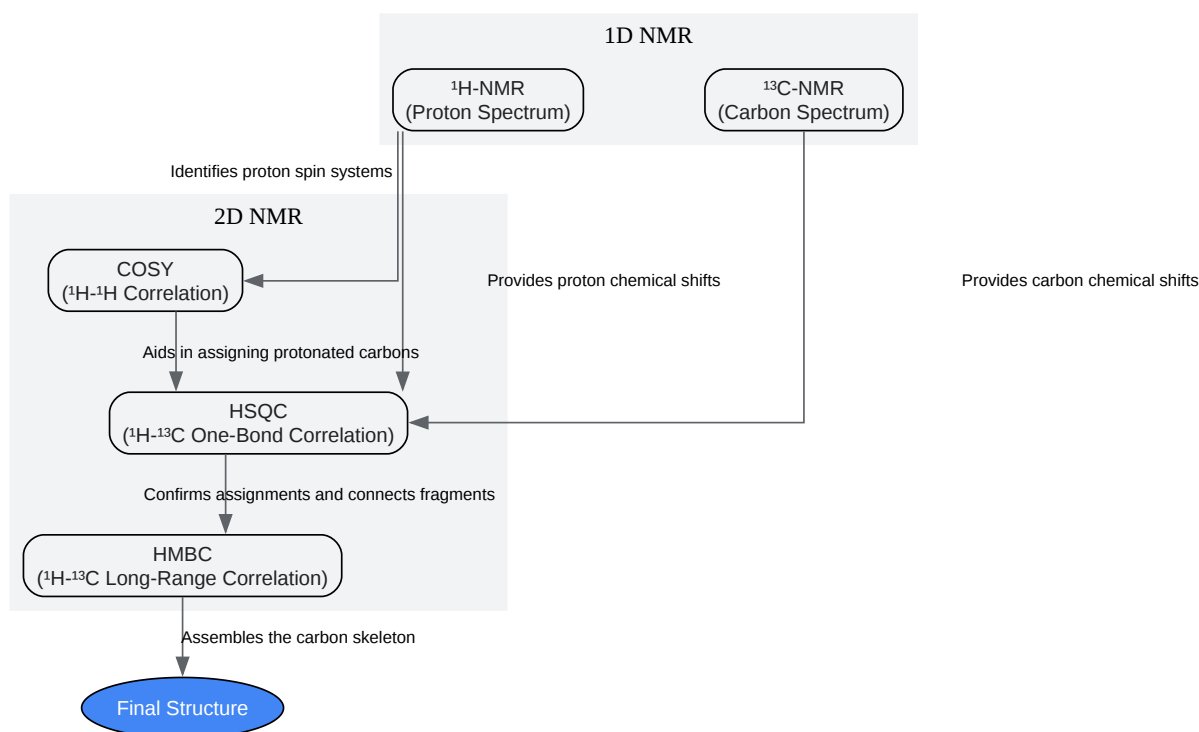 1D NMR
¹H-NMR
(Proton Spectrum)
¹³C-NMR
(Carbon Spectrum)
Identifies proton spin systems
2D NMR
COSY
(¹H-¹H Correlation)
Provides proton chemical shifts
Provides carbon chemical shifts
Aids in assigning protonated carbons
HSQC
(¹H-¹³C One-Bond Correlation)
Confirms assignments and connects fragments
HMBC
(¹H-¹³C Long-Range Correlation)
Assembles the carbon skeleton
Final Structure